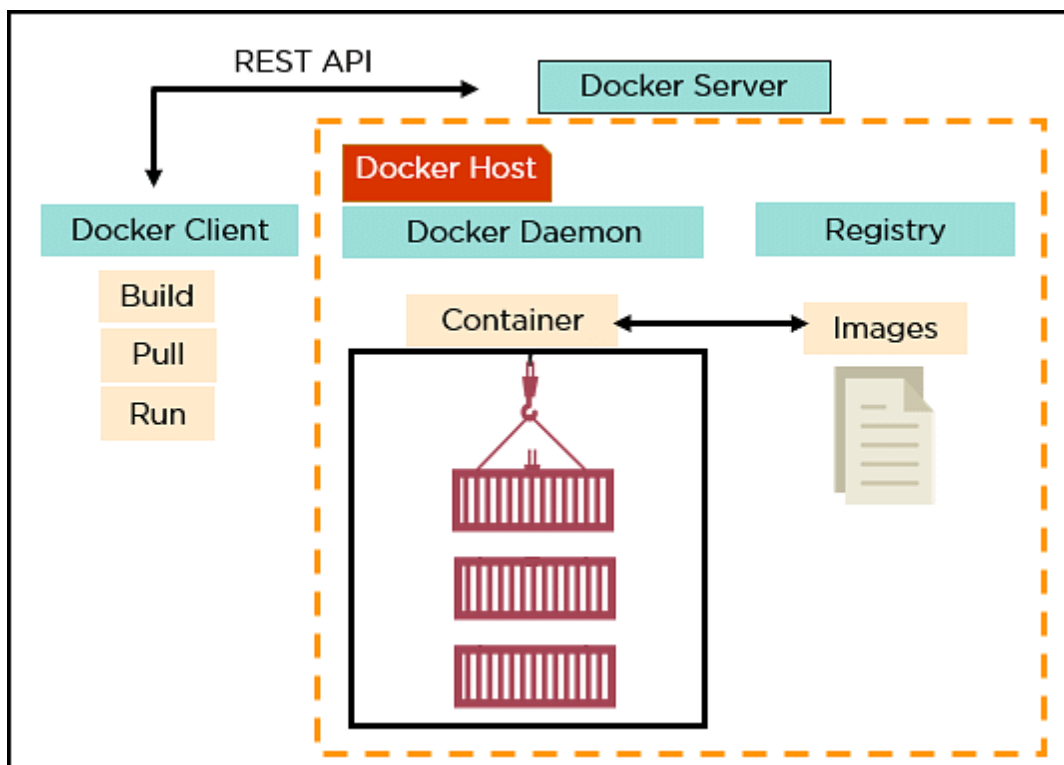 REST API
Docker Server
Docker Host
Docker Client
Docker Daemon
Registry
Build
Pull
Run
Container
Images